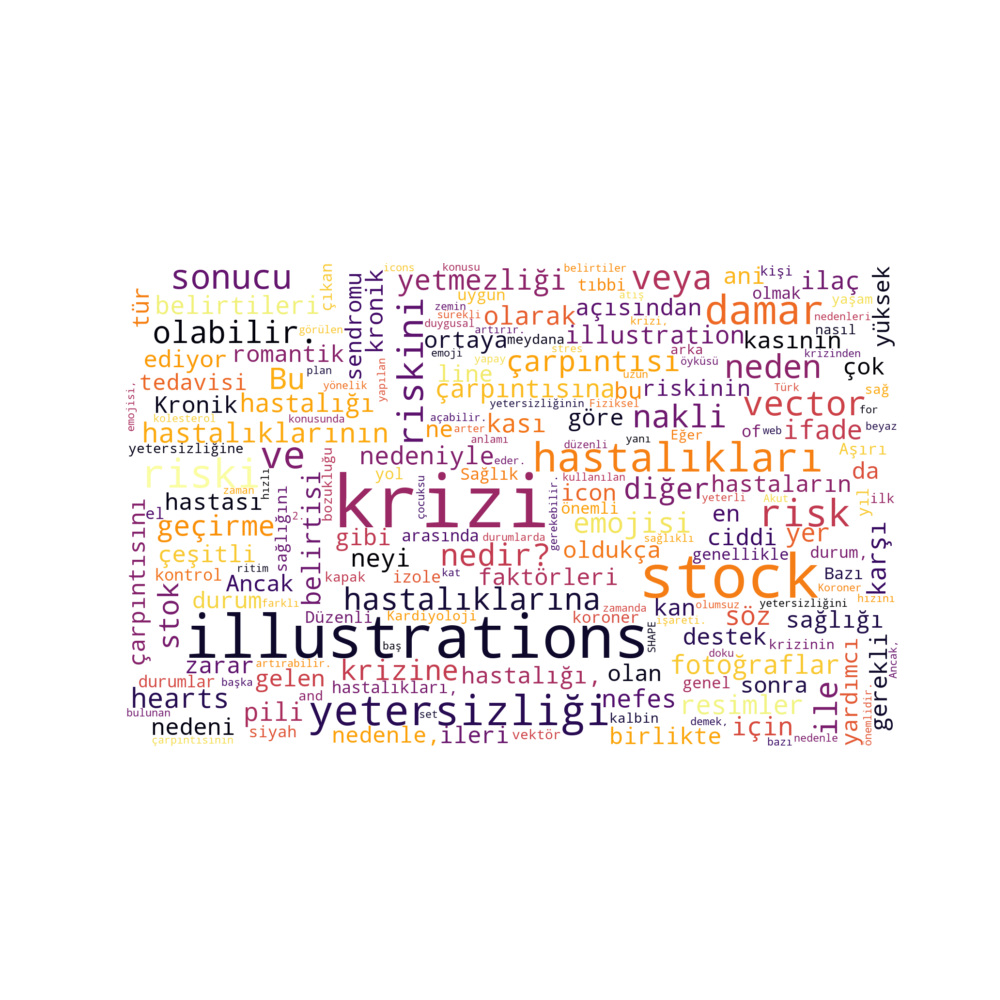 icons konusu belirtiler
sonucu
çıkan
kronik
yetmezliği
tıbbi
veya
ani
kişi
ilaç
yüksek
tür
belirtileri
sendromu
riskini
uygun
sürekli
duygusal
artırır.
olarak
atış
açısından
damar
olmak
yaşam
nedenleri
olabilir.
görülen
zemin
ortaya
meydana
krizi.
illustration
kasının
nasıl
krizinden
çok
ediyor
romantik
emoji
yapay
stres
öyküsü
arka
plan
line
çarpıntısı
uzun
neden
Türk
sağ
tedavisi
Bu
yönelik
yapılan
çarpıntısına
bu
riskinin
vector
for
beyaz
emojisi.
Kronik
hastalığı
yetersizliğinin
Fiziksel
göre
nakli
kolesterol
konusunda
açabilir.
arter
kası
of
web
ifade
hastalıklarının
ne
anlamı
düzenli
yanı
Eğer
Aşırı
yetersizliğine
ve
nedeniyle
eder.
hastalıkları
da
riski
yol
Sağlık
kullanılan
hastaların
zaman
hızlı
bozukluğu
krizi
icon
diğer
yeterli
Akut
yıl
ilk
hastası
çocuksu
önemli
en
risk
çarpıntısını
el
geçirme
sağlığını
2.
belirtisi
gerekebilir.
emojisi
sağlıklı
ciddi
yer
karşı
gibi
arasında
durumlarda
nedir?
oldukça
genellikle
durum,
Bazı
çeşitli
neyi
stok
kontrol
ritim
Ancak
kapak
izole
kat
faktörleri
stock
Koroner
hızını
durum
farklı
hastalıklarına
kan
olumsuz
yetersizliğini
Düzenli
Kardiyoloji
koroner
zamanda
söz
sağlığı
illustrations
işareti.
SHAPE
destek
gerekli
baş
doku
krizinin
Ancak,
zarar
artırabilir.
krizine
hastalığı,
olan
fotoğraflar
yardımcı
durumlar
başka
gelen
genel
sonra
ile
önemlidir.
hearts
and
hastalıkları,
nefes
resimler
bulunan
pili
set
yetersizliği
kalbin
demek,
için
nedeni
siyah
nedenle,
ileri
vektör
birlikte
bazı
nedenle
çarpıntısının